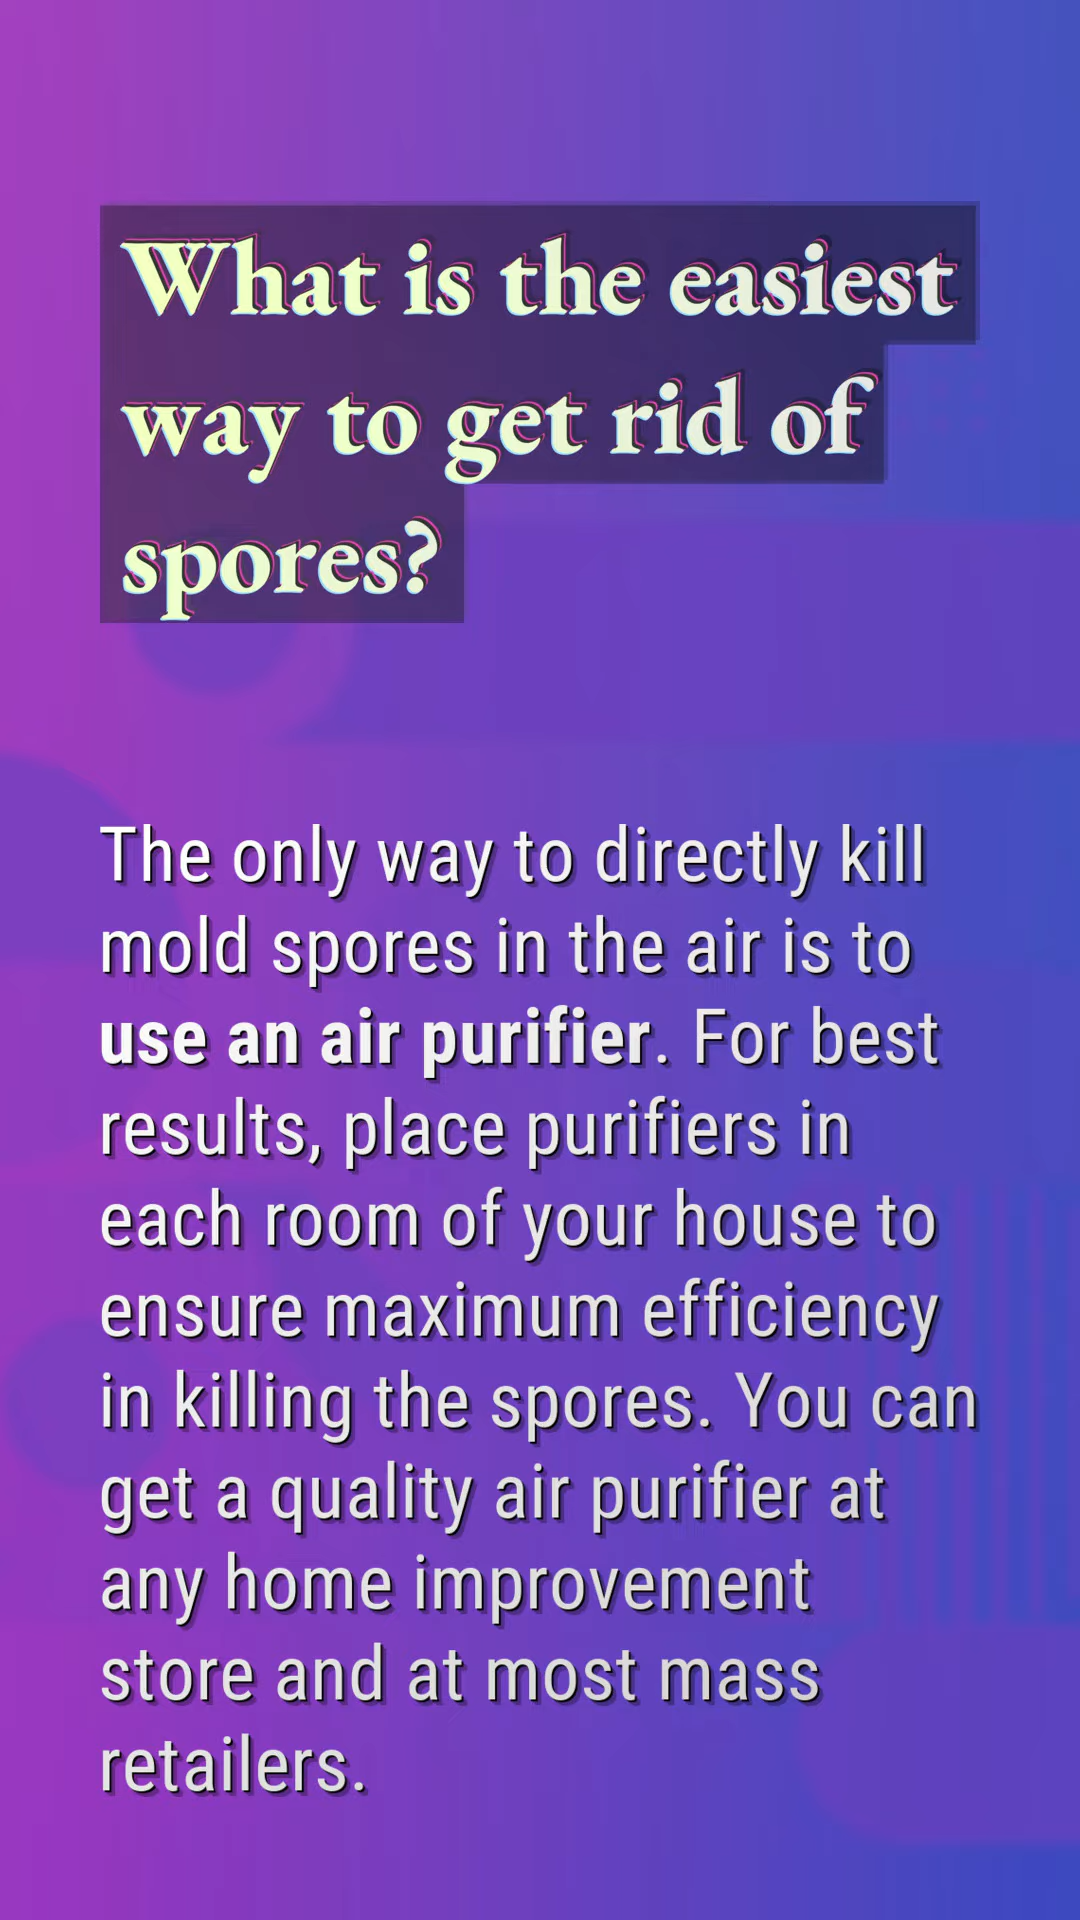 What is the easiest
way to get rid of
spores?
The only way to directly kill
mold spores in the air is to
use an air purifier. For best
results, place purifiers in
each room of your house to
ensure maximum efficiency
in killing the spores. You can
get a quality air purifier at
any home improvement
store and at most mass
retailers.